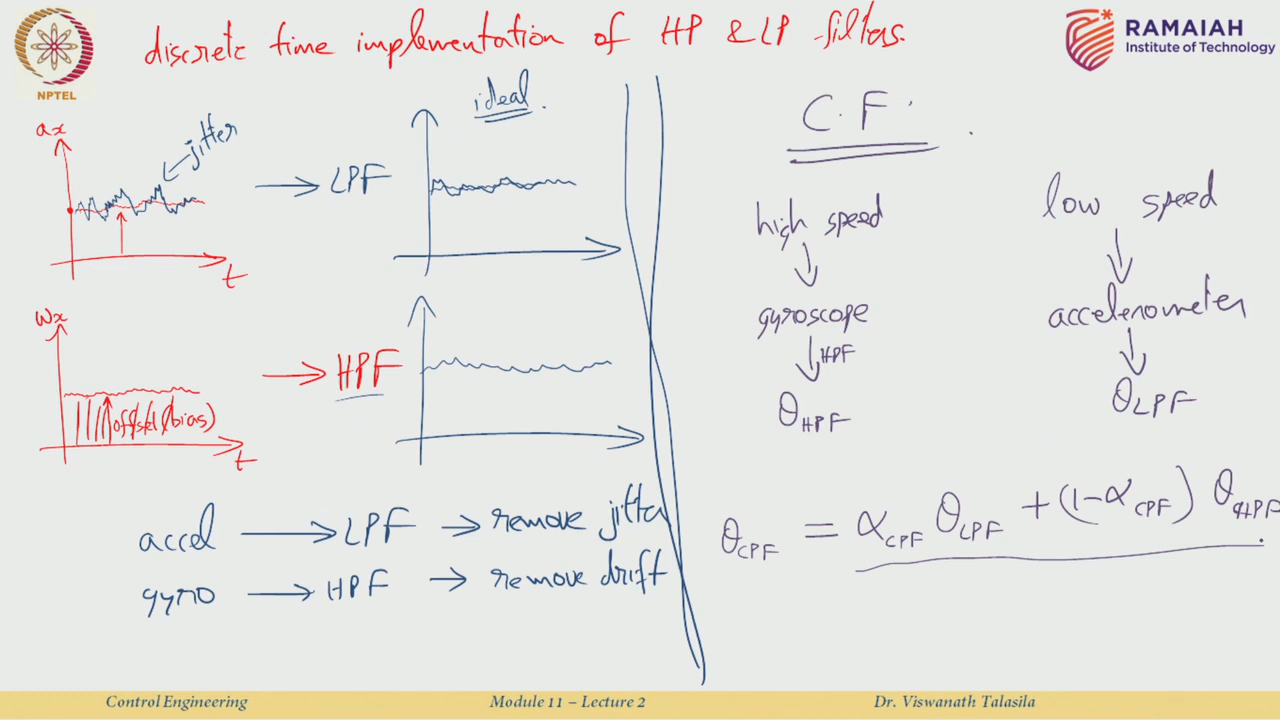 NPTEL
discrete time implementation of HP & LP filters.
RAMAIAH
Institute of Technology
ax
jitter
t
→ LPF
ideal.
wx
offset (bias)
t
→ HPF
accel → LPF → remove jitter
gyro → HPF → remove drift
C.F.
high speed
↓
gyroscope
↓ HPF
θHPF
low speed
↓
accelerometer
↓
θLPF
θCPF = αCPF θLPF + (1-αCPF) θHPF.
Control Engineering
Module 11 – Lecture 2
Dr. Viswanath Talasila